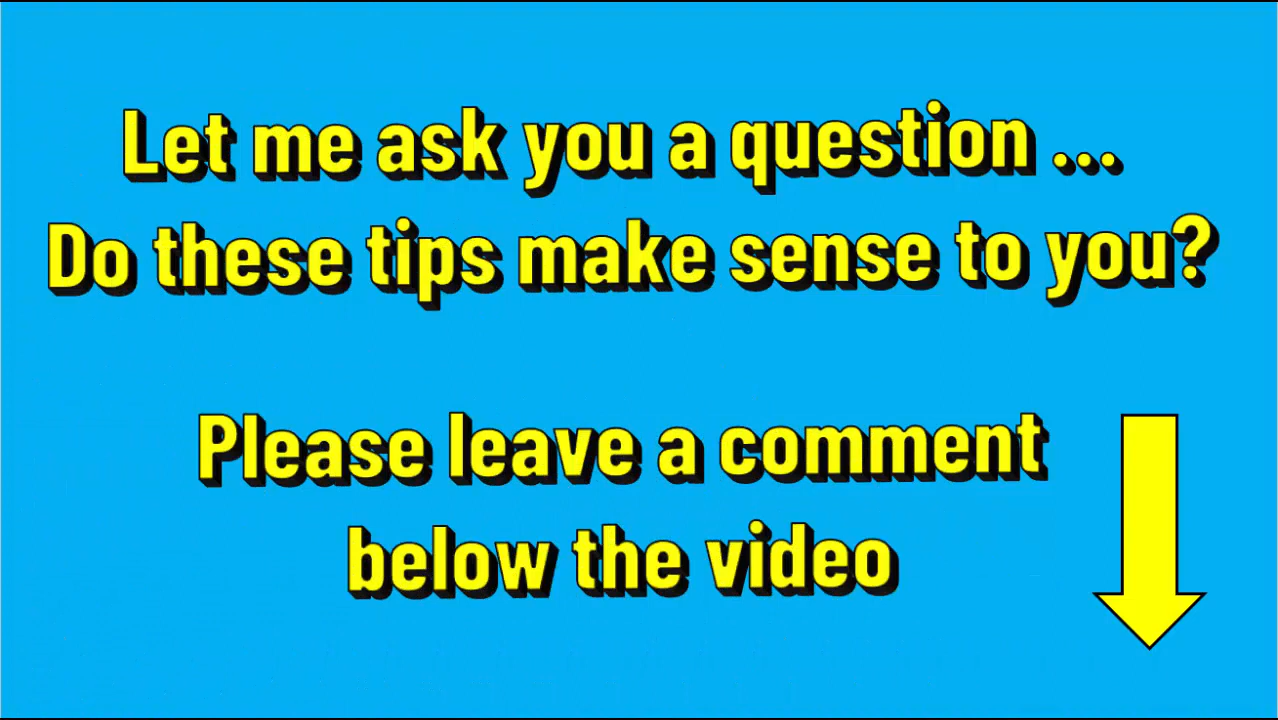 Let me ask you a question ...
Do these tips make sense to you?
Please leave a comment
below the video